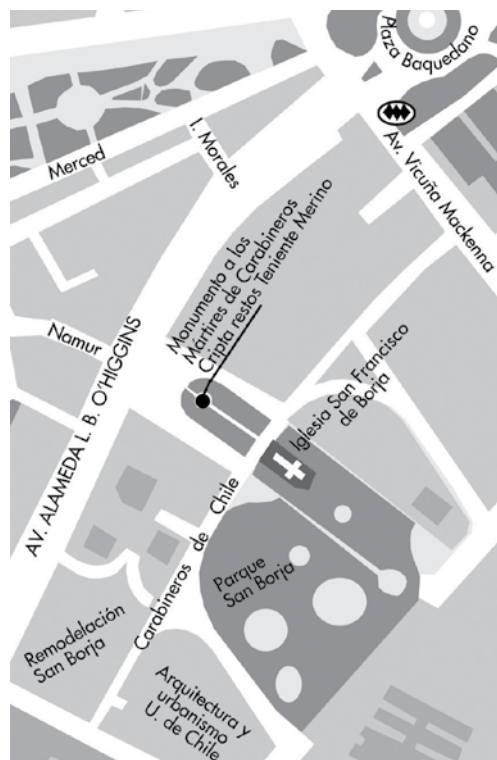 Plaza Baquedano
Av. Vicuña Mackenna
I. Morales
Merced
Monumento a los
Mártires de Carabineros
Cripta restos Teniente Merino
Namur
AV. ALAMEDA L. B. O'HIGGINS
Iglesia San Francisco
de Borja
Carabineros de Chile
Parque
San Borja
Remodelación
San Borja
Arquitectura y
urbanismo
U. de Chile